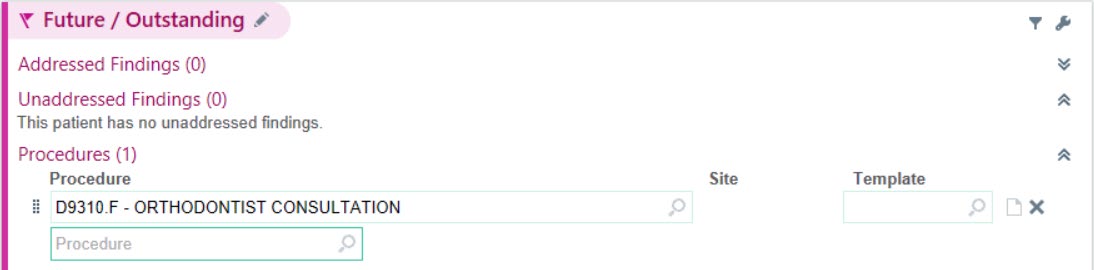 Future / Outstanding
Addressed Findings (0)
Unaddressed Findings (0)
This patient has no unaddressed findings.
Procedures (1)
Procedure Site Template
D9310.F - ORTHODONTIST CONSULTATION
Procedure